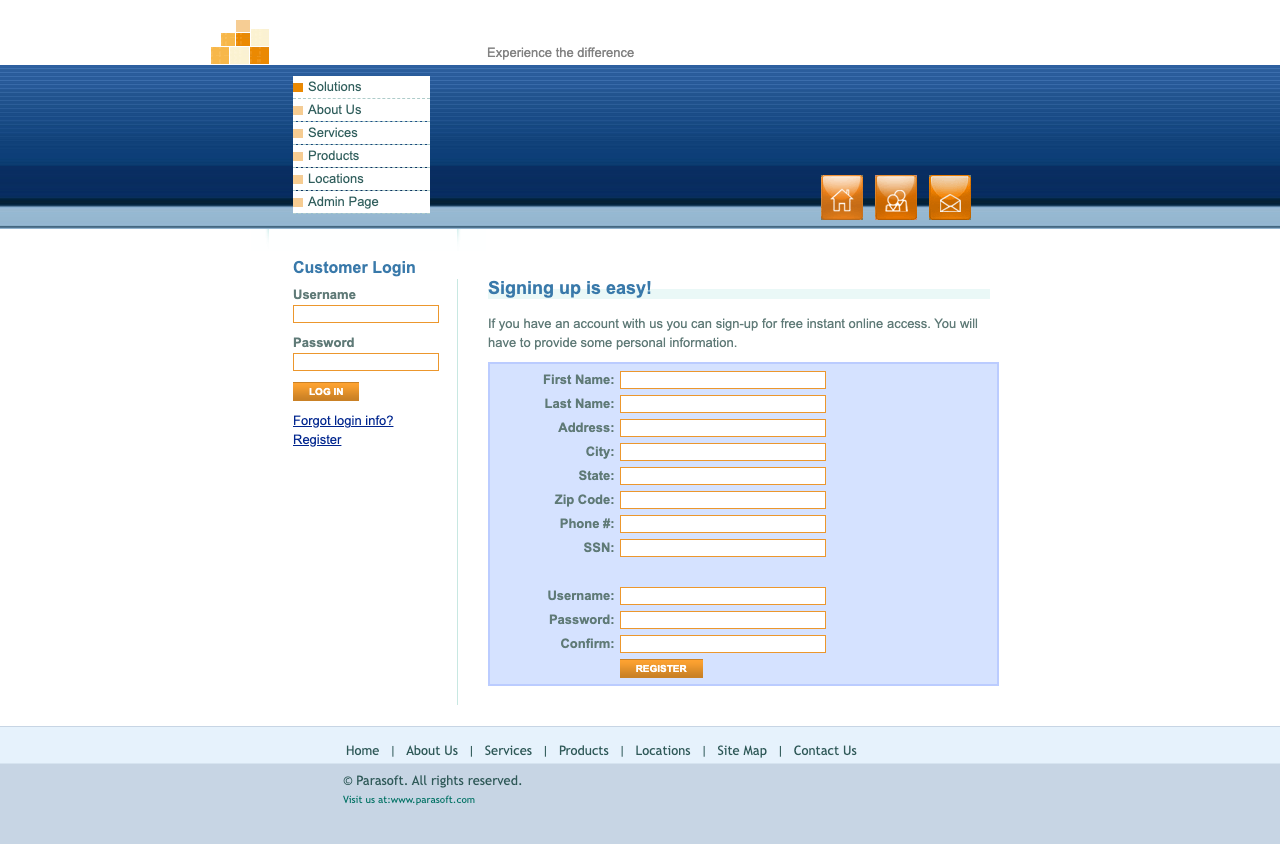 Experience the difference
Solutions
About Us
Services
Products
Locations
Admin Page
Customer Login
Username
Password
LOG IN
Forgot login info?
Register
Signing up is easy!
If you have an account with us you can sign-up for free instant online access. You will
have to provide some personal information.
First Name:
Last Name:
Address:
City:
State:
Zip Code:
Phone #:
SSN:
Username:
Password:
Confirm:
REGISTER
Home | About Us | Services | Products | Locations | Site Map | Contact Us
© Parasoft. All rights reserved.
Visit us at:www.parasoft.com